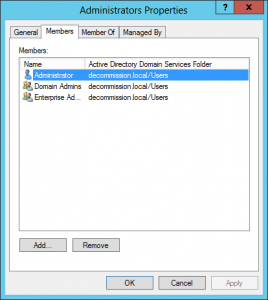 Administrators Properties
? x
General Members Member Of Managed By
Members:
Name Active Directory Domain Services Folder
Administrator decommission.local/Users
Domain Admins decommission.local/Users
Enterprise Ad... decommission.local/Users
Add... Remove
OK Cancel Apply